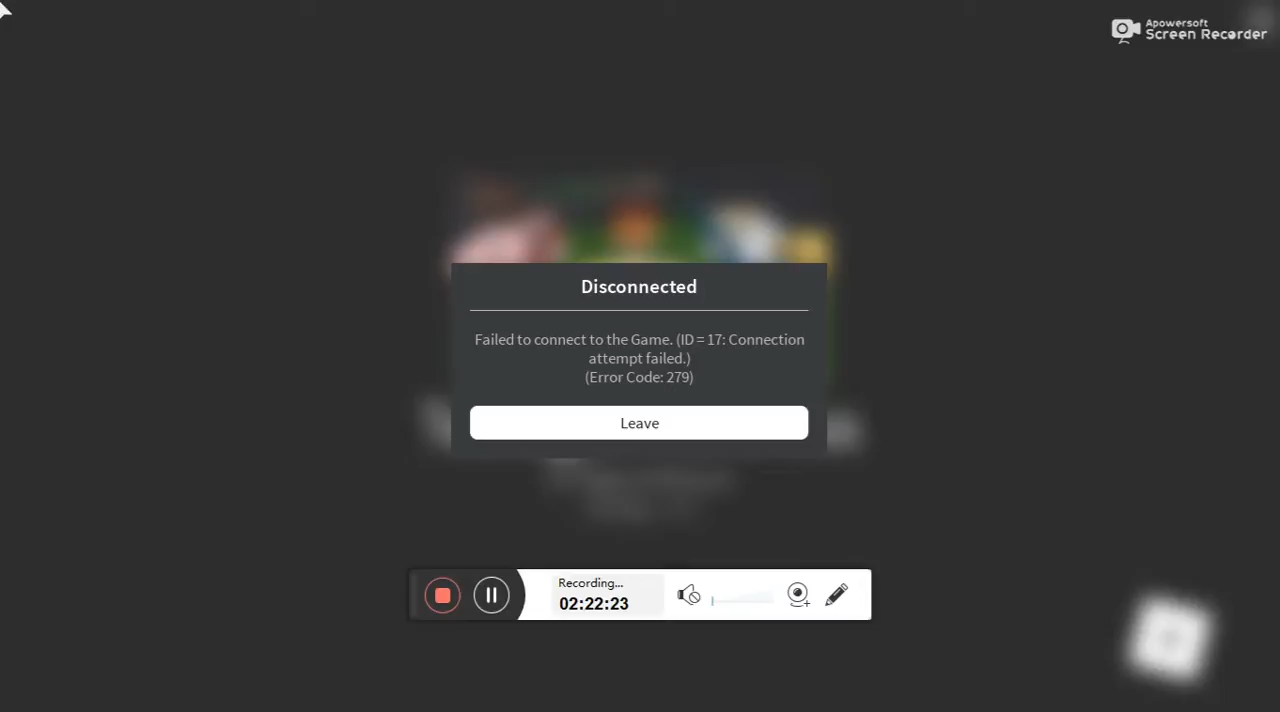 Apowersoft
Screen Recorder
Disconnected
Failed to connect to the Game. (ID = 17: Connection
attempt failed.)
(Error Code: 279)
Leave
Recording...
02:22:23